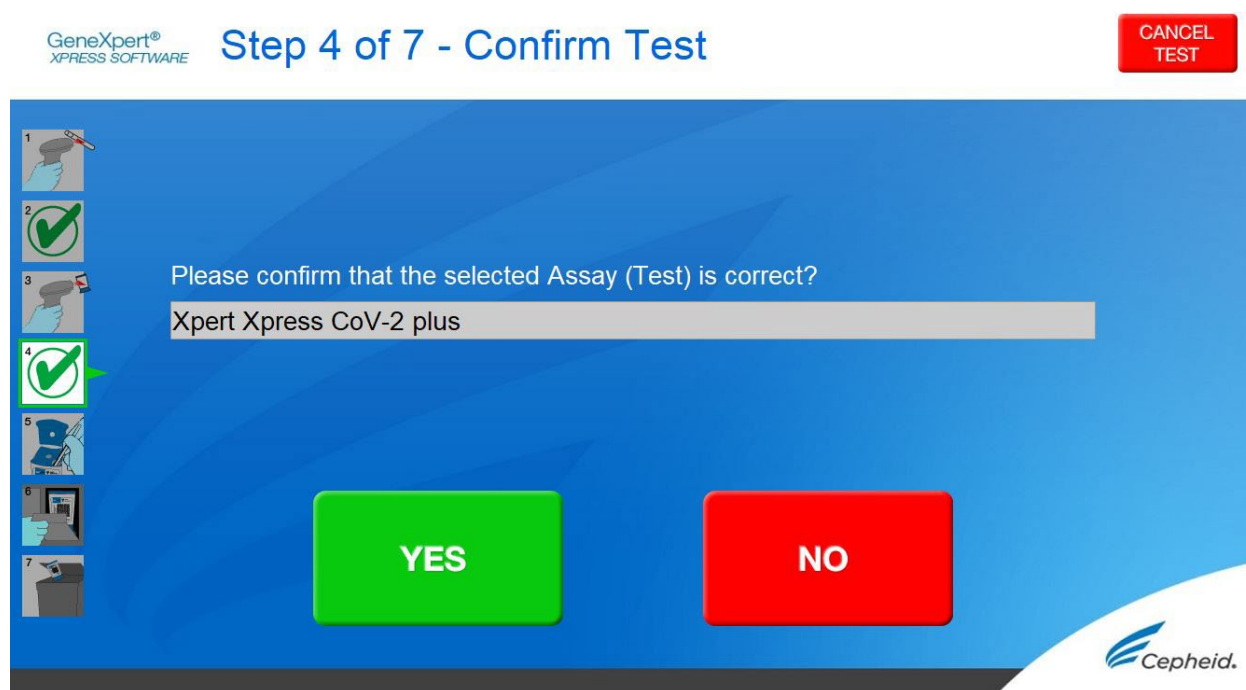 GeneXpert®
XPRESS SOFTWARE
Step 4 of 7 - Confirm Test
CANCEL
TEST
1
2
3
4
5
6
7
Please confirm that the selected Assay (Test) is correct?
Xpert Xpress CoV-2 plus
YES
NO
Cepheid.